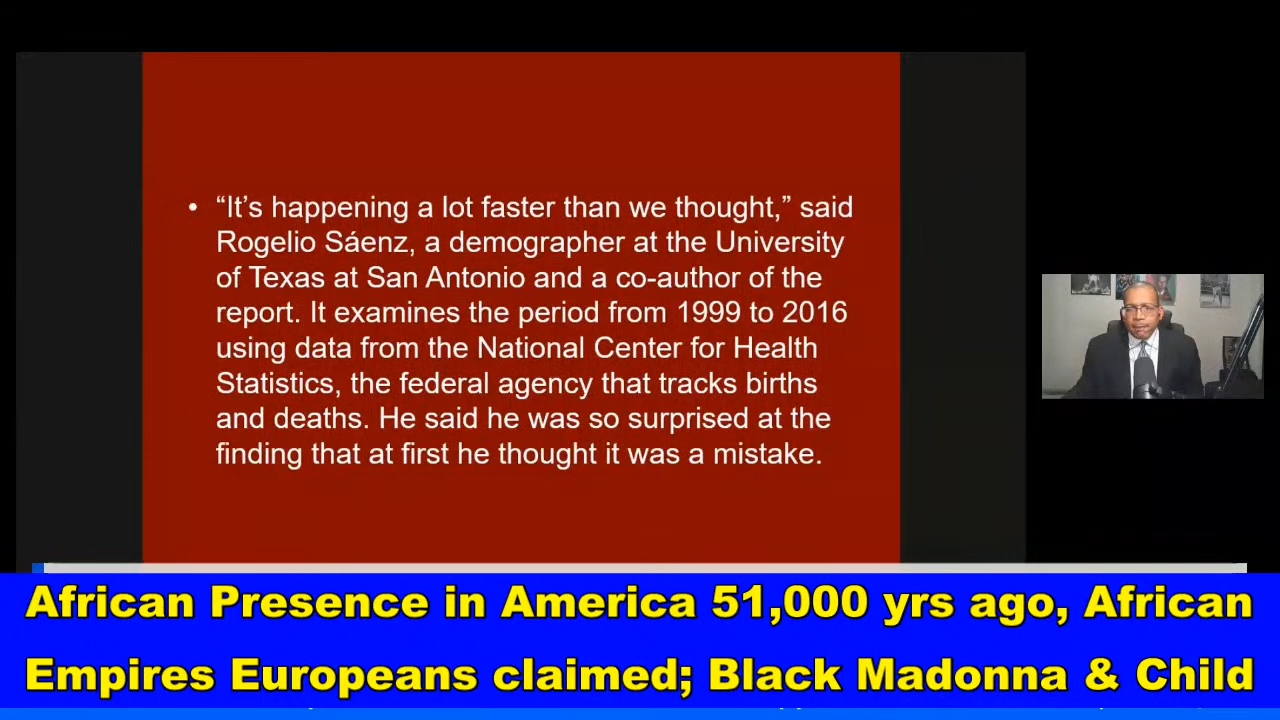 • “It’s happening a lot faster than we thought,” said
Rogelio Sáenz, a demographer at the University
of Texas at San Antonio and a co-author of the
report. It examines the period from 1999 to 2016
using data from the National Center for Health
Statistics, the federal agency that tracks births
and deaths. He said he was so surprised at the
finding that at first he thought it was a mistake.
African Presence in America 51,000 yrs ago, African
Empires Europeans claimed; Black Madonna & Child